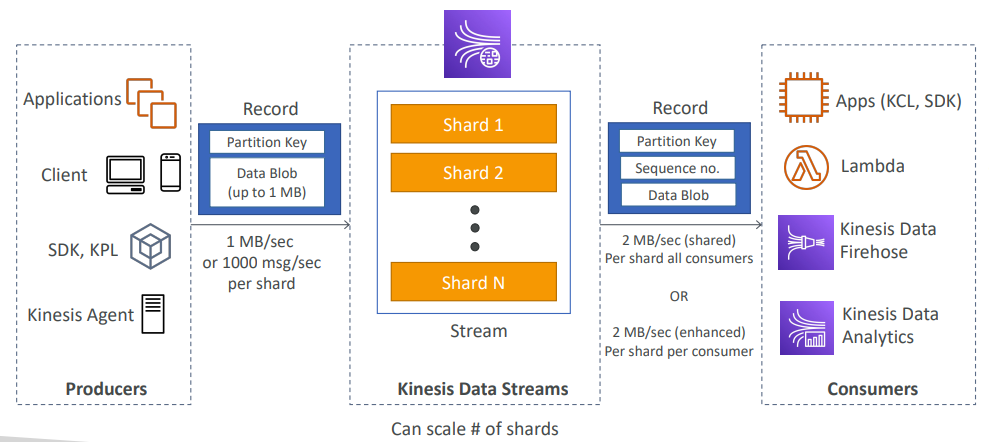 Applications
Client
SDK, KPL
Kinesis Agent
Producers
Record
Partition Key
Data Blob
(up to 1 MB)
1 MB/sec
or 1000 msg/sec
per shard
Shard 1
Shard 2
Shard N
Stream
Kinesis Data Streams
Can scale # of shards
Record
Partition Key
Sequence no.
Data Blob
2 MB/sec (shared)
Per shard all consumers
OR
2 MB/sec (enhanced)
Per shard per consumer
Apps (KCL, SDK)
Lambda
Kinesis Data
Firehose
Kinesis Data
Analytics
Consumers